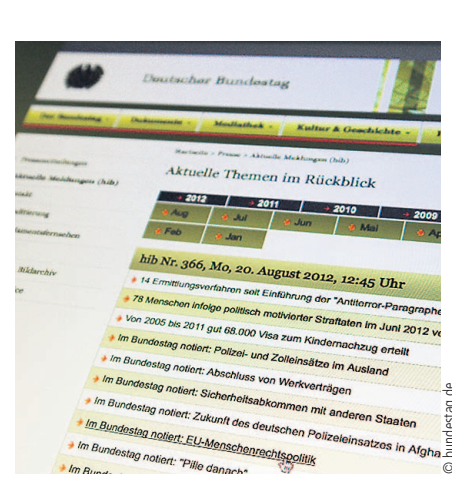 Deutscher Bundestag
Der Bundestag Dokumente Mediathek Kultur & Geschichte
Startseite > Presse > Aktuelle Meldungen (hib)
Aktuelle Themen im Rückblick
Pressemitteilungen
Aktuelle Meldungen (hib)
Bildarchiv
2012 2011 2010 2009
Aug Jul Jun Mai Ap
Feb Jan
hib Nr. 366, Mo, 20. August 2012, 12:45 Uhr
14 Ermittlungsverfahren seit Einführung der "Antiterror-Paragraphe
78 Menschen infolge politisch motivierter Straftaten im Juni 2012 ve
Von 2005 bis 2011 gut 68.000 Visa zum Kindernachzug erteilt
Im Bundestag notiert: Polizei- und Zolleinsätze im Ausland
Im Bundestag notiert: Abschluss von Werkverträgen
Im Bundestag notiert: Sicherheitsabkommen mit anderen Staaten
Im Bundestag notiert: Zukunft des deutschen Polizeieinsatzes in Afgha
Im Bundestag notiert: EU-Menschenrechtspolitik
Im Bundestag notiert: "Pille danach"
Im Bunde
© bundestag.de